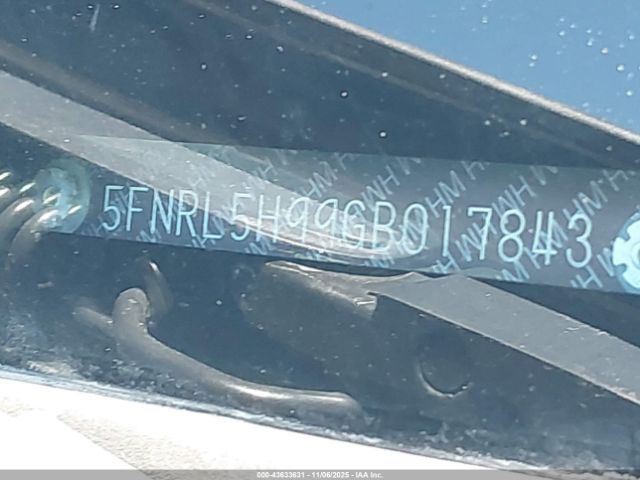 5FNRL5H99GB017843
000-43633631 - 11/06/2025 - IAA Inc.